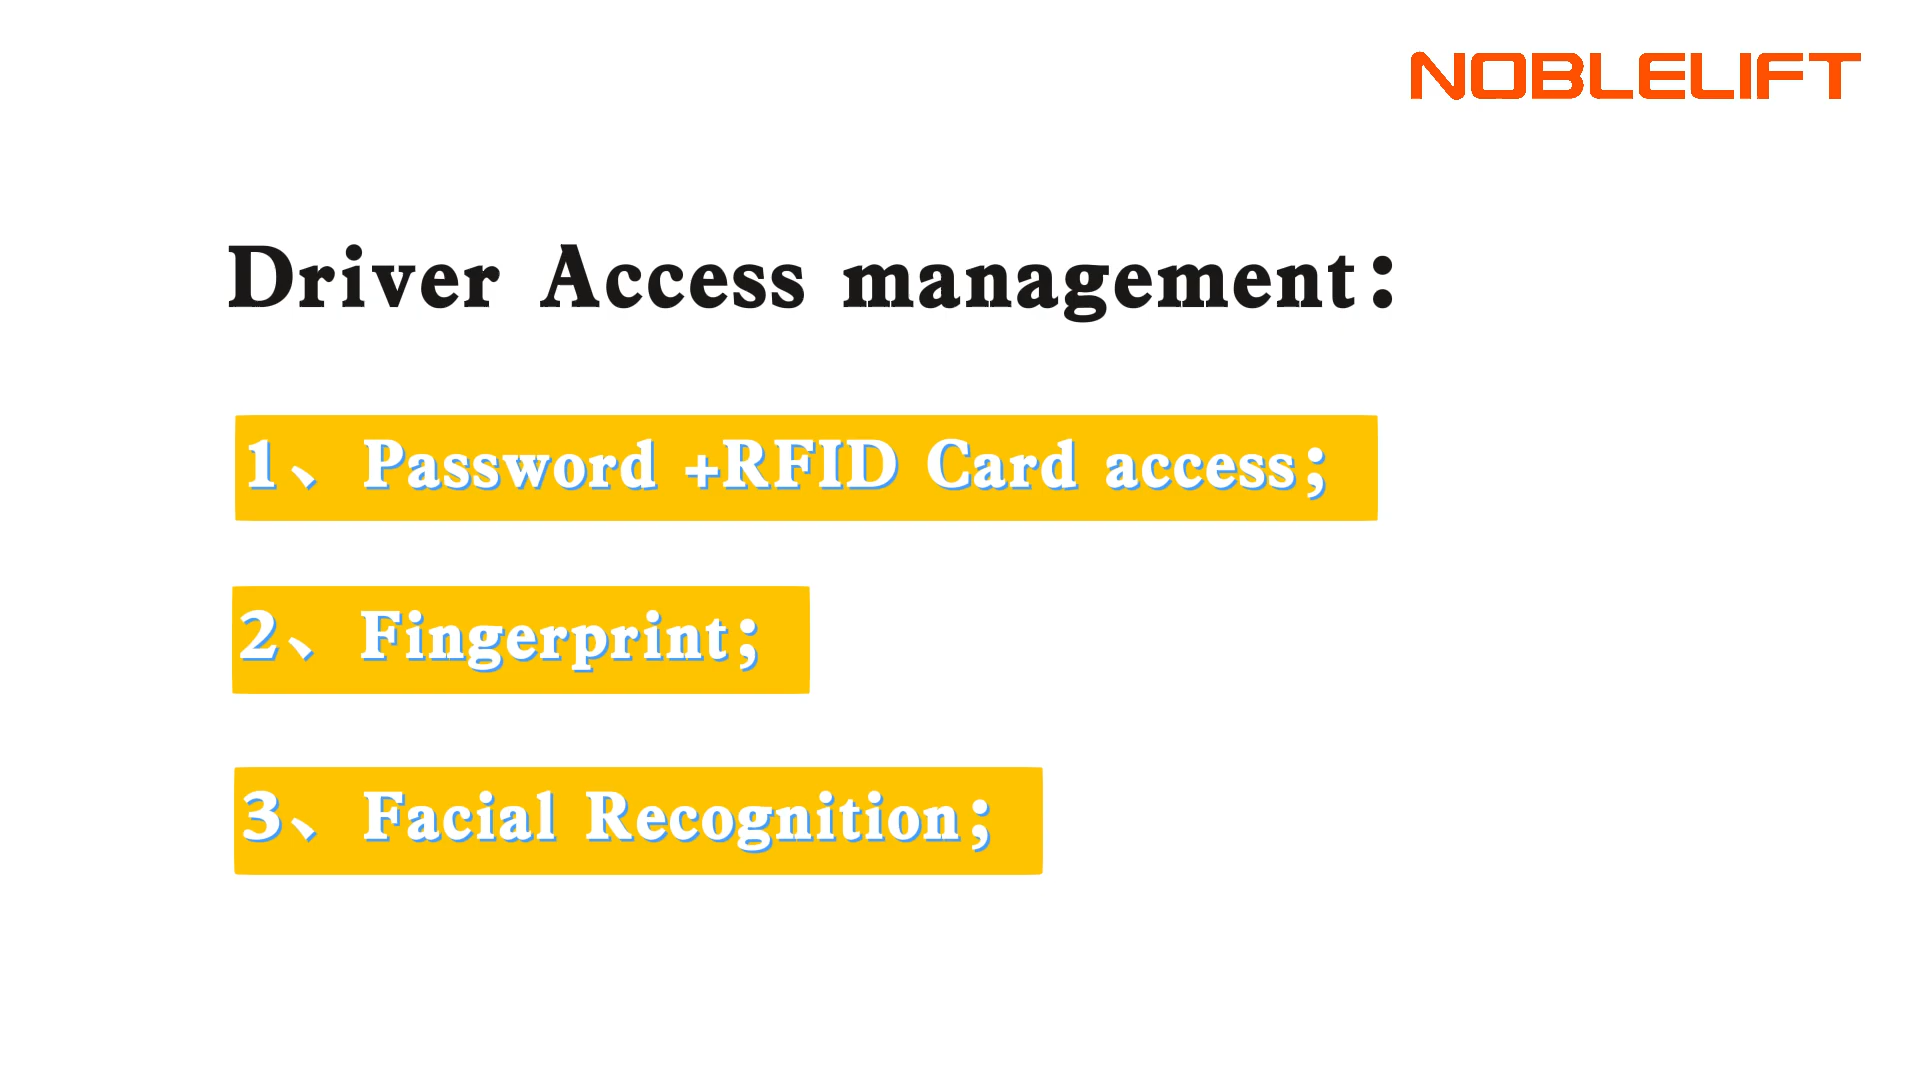 NOBLELIFT
Driver Access management:
1、 Password +RFID Card access;
2、 Fingerprint;
3、 Facial Recognition;